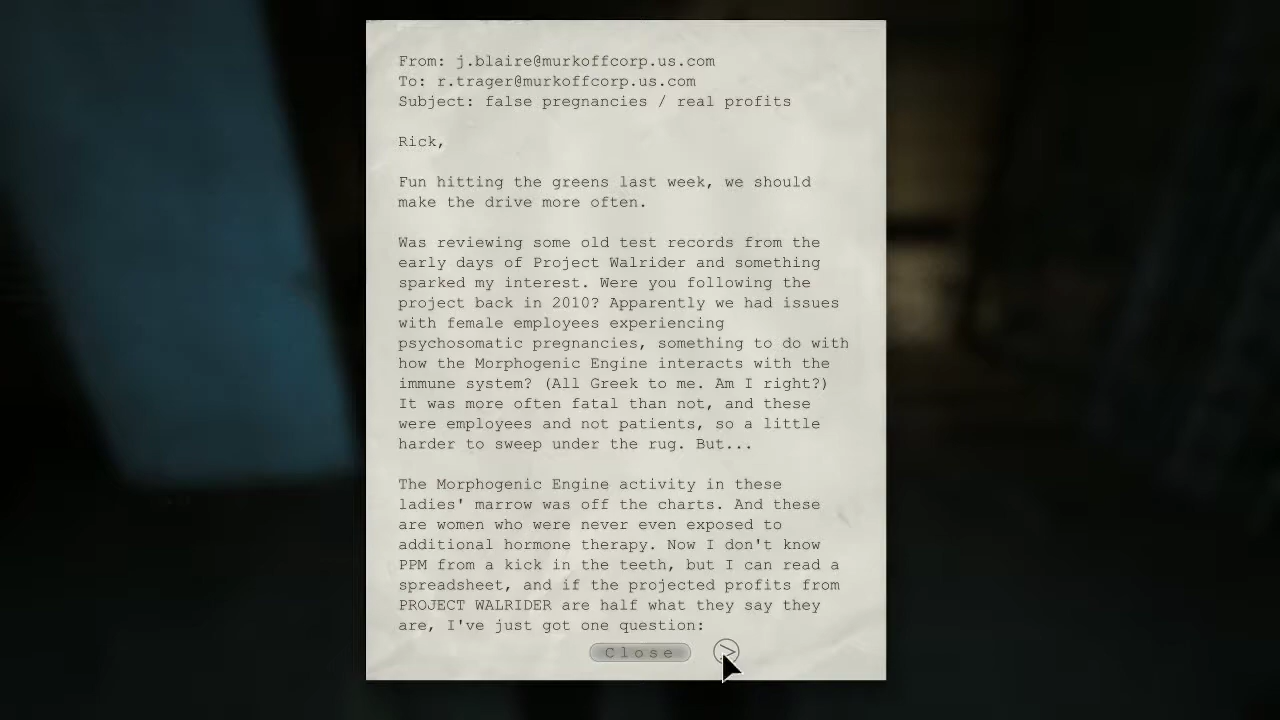 From: j.blaire@murkoffcorp.us.com
To: r.trager@murkoffcorp.us.com
Subject: false pregnancies / real profits
Rick,
Fun hitting the greens last week, we should
make the drive more often.
Was reviewing some old test records from the
early days of Project Walrider and something
sparked my interest. Were you following the
project back in 2010? Apparently we had issues
with female employees experiencing
psychosomatic pregnancies, something to do with
how the Morphogenic Engine interacts with the
immune system? (All Greek to me. Am I right?)
It was more often fatal than not, and these
were employees and not patients, so a little
harder to sweep under the rug. But...
The Morphogenic Engine activity in these
ladies' marrow was off the charts. And these
are women who were never even exposed to
additional hormone therapy. Now I don't know
PPM from a kick in the teeth, but I can read a
spreadsheet, and if the projected profits from
PROJECT WALRIDER are half what they say they
are, I've just got one question:
Close >